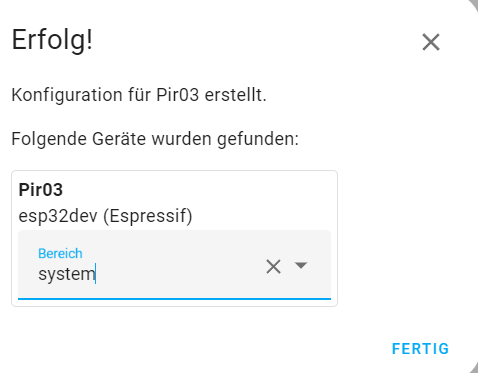 Erfolg!
Konfiguration für Pir03 erstellt.
Folgende Geräte wurden gefunden:
Pir03
esp32dev (Espressif)
Bereich
system
FERTIG